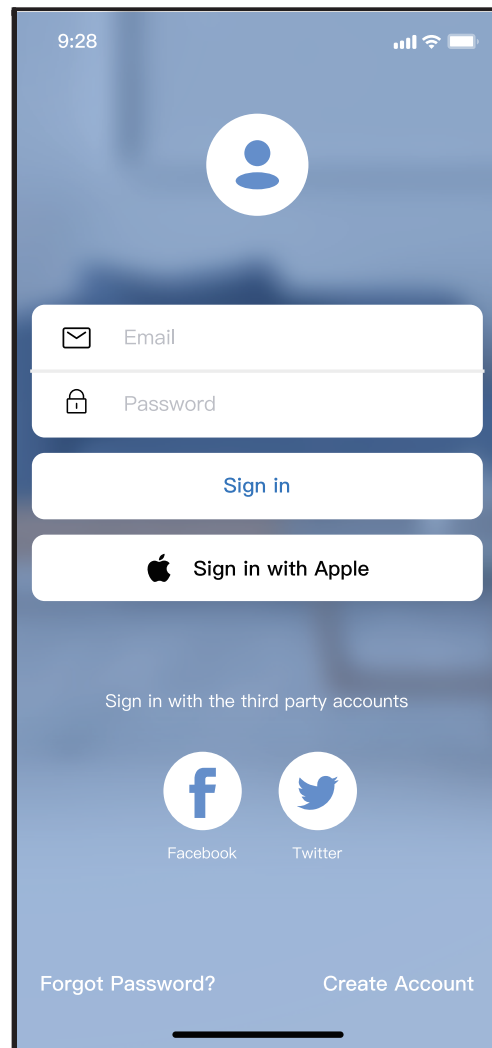 9:28
Email
Password
Sign in
Sign in with Apple
Sign in with the third party accounts
Facebook Twitter
Forgot Password? Create Account